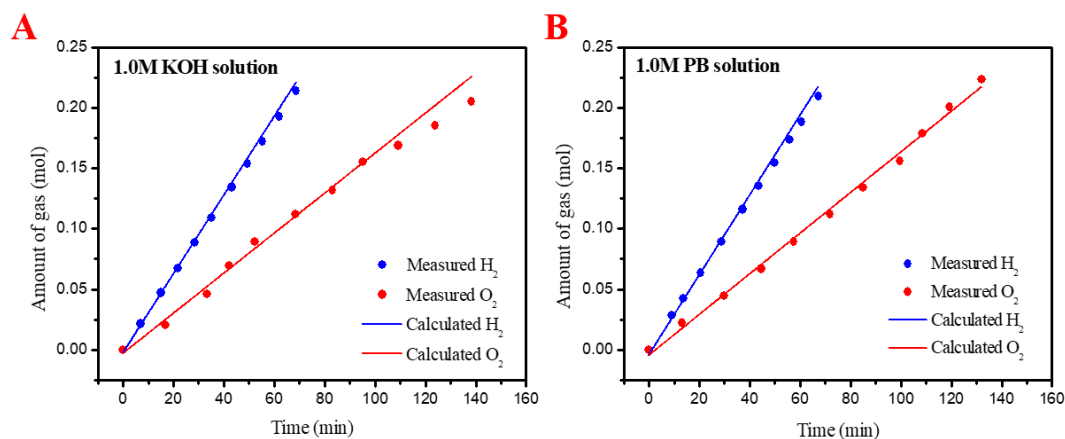 A
1.0M KOH solution
Amount of gas (mol)
0.25
0.20
0.15
0.10
0.05
0.00
Measured H2
Measured O2
Calculated H2
Calculated O2
0 20 40 60 80 100 120 140 160
Time (min)
B
1.0M PB solution
Amount of gas (mol)
0.25
0.20
0.15
0.10
0.05
0.00
Measured H2
Measured O2
Calculated H2
Calculated O2
0 20 40 60 80 100 120 140 160
Time (min)